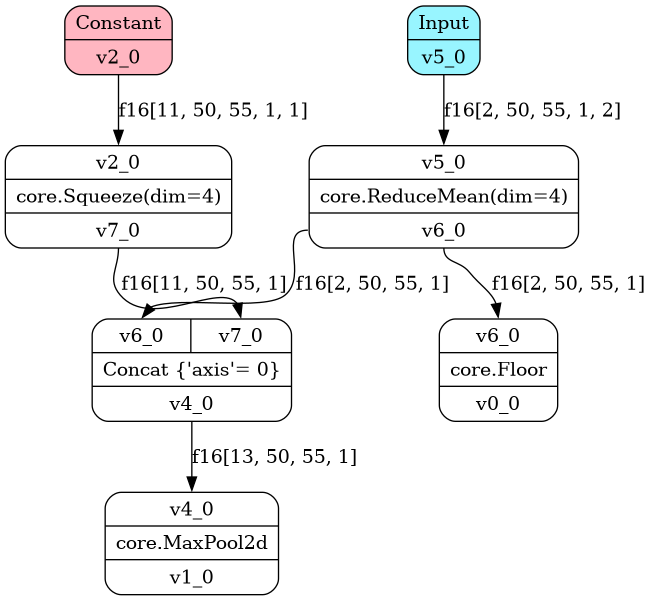 Constant
v2_0
Input
v5_0
f16[11, 50, 55, 1, 1]
f16[2, 50, 55, 1, 2]
v2_0
core.Squeeze(dim=4)
v7_0
v5_0
core.ReduceMean(dim=4)
v6_0
f16[11, 50, 55, 1]
f16[2, 50, 55, 1]
f16[2, 50, 55, 1]
v6_0
v7_0
Concat {'axis'= 0}
v4_0
v6_0
core.Floor
v0_0
f16[13, 50, 55, 1]
v4_0
core.MaxPool2d
v1_0